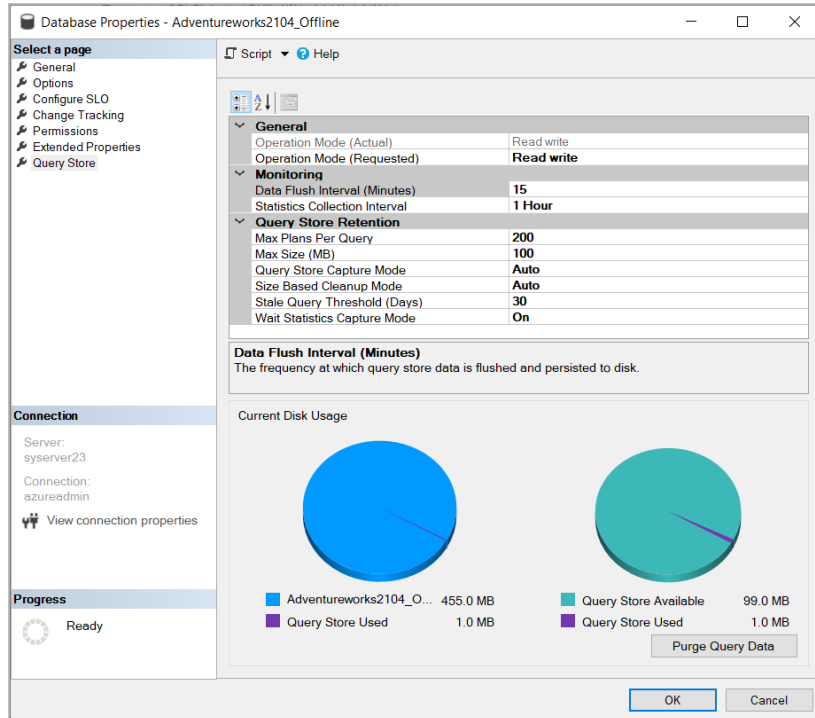 Database Properties - Adventureworks2104_Offline
Select a page
General
Options
Configure SLO
Change Tracking
Permissions
Extended Properties
Query Store
Script
Help
General
Operation Mode (Actual) Read write
Operation Mode (Requested) Read write
Monitoring
Data Flush Interval (Minutes) 15
Statistics Collection Interval 1 Hour
Query Store Retention
Max Plans Per Query 200
Max Size (MB) 100
Query Store Capture Mode Auto
Size Based Cleanup Mode Auto
Stale Query Threshold (Days) 30
Wait Statistics Capture Mode On
Data Flush Interval (Minutes)
The frequency at which query store data is flushed and persisted to disk.
Connection
Server:
syserver23
Connection:
azureadmin
View connection properties
Progress
Ready
Current Disk Usage
Adventureworks2104_O... 455.0 MB
Query Store Used 1.0 MB
Query Store Available 99.0 MB
Query Store Used 1.0 MB
Purge Query Data
OK Cancel